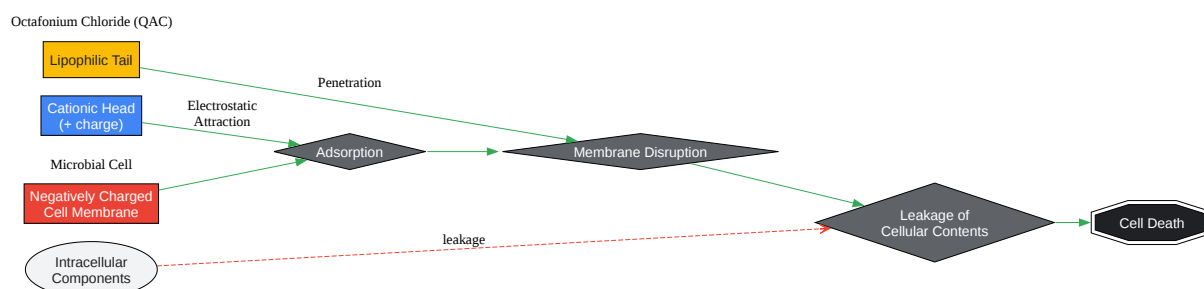 Octafonium Chloride (QAC)
Lipophilic Tail
Penetration
Cationic Head
(+ charge)
Electrostatic
Attraction
Adsorption
Membrane Disruption
Microbial Cell
Negatively Charged
Cell Membrane
Leakage of
Cellular Contents
Cell Death
leakage
Intracellular
Components